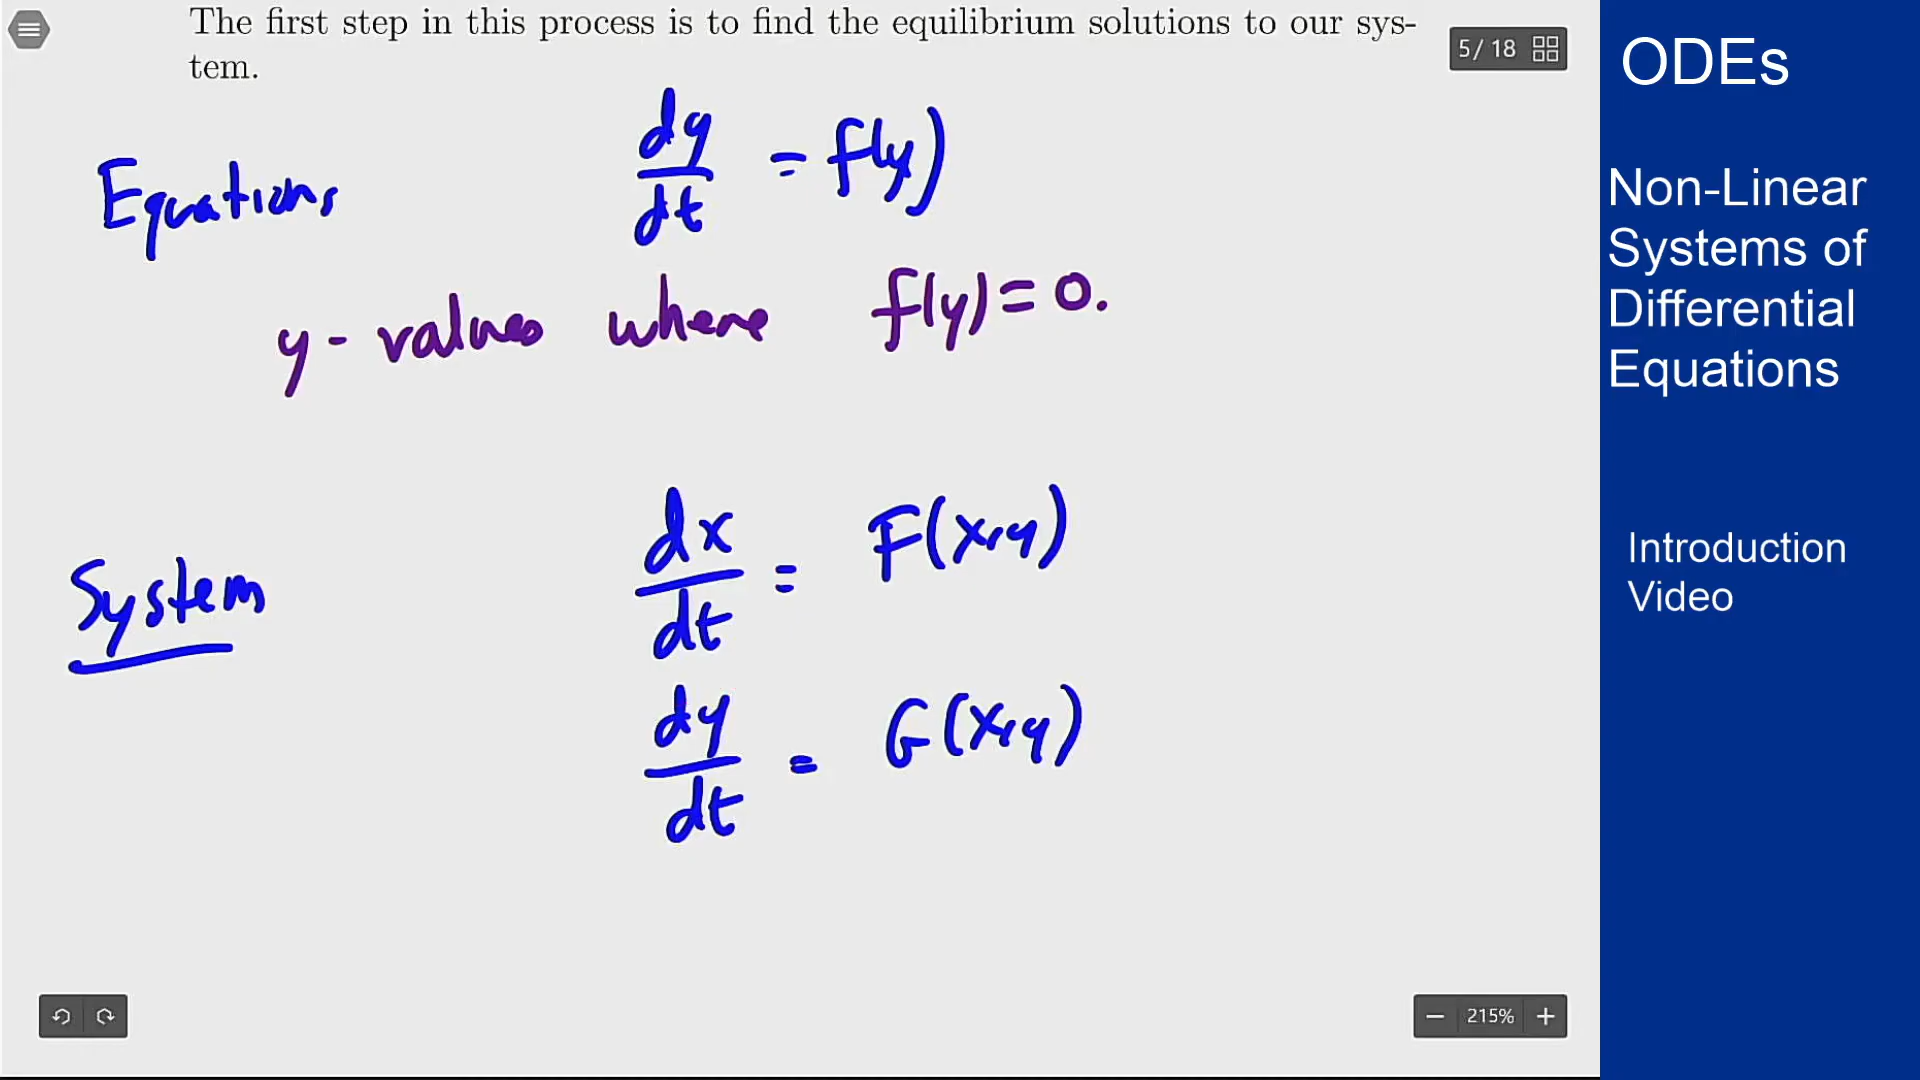 The first step in this process is to find the equilibrium solutions to our sys-
tem.
5 / 18
Equations
dy/dt = f(y)
y-values where f(y)=0.
System
dx/dt = F(x,y)
dy/dt = G(x,y)
215%
ODEs
Non-Linear
Systems of
Differential
Equations
Introduction
Video